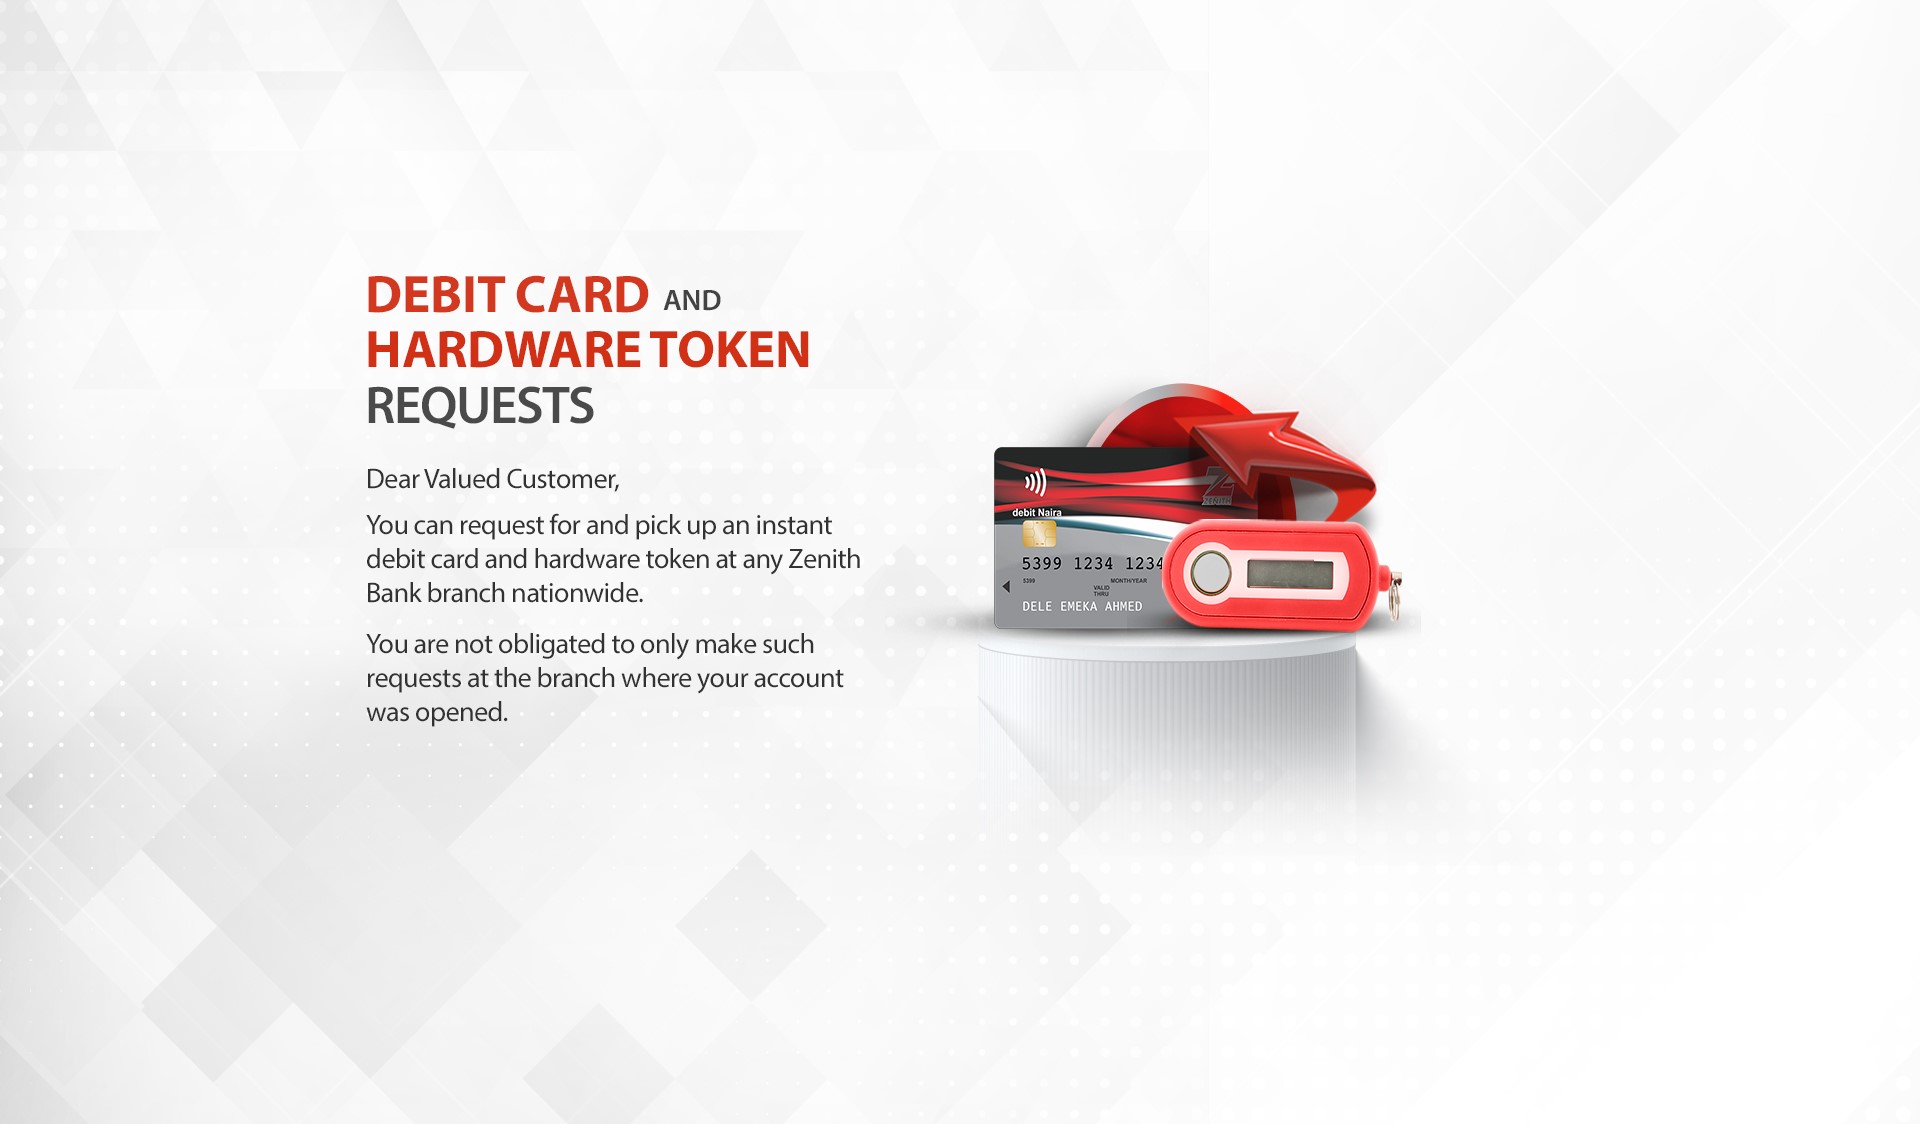 DEBIT CARD AND
HARDWARE TOKEN
REQUESTS
Dear Valued Customer,
You can request for and pick up an instant
debit card and hardware token at any Zenith
Bank branch nationwide.
You are not obligated to only make such
requests at the branch where your account
was opened.
ZENITH
debit Naira
5399 1234 1234
5399 MONTH/YEAR
VALID
THRU
DELE EMEKA AHMED